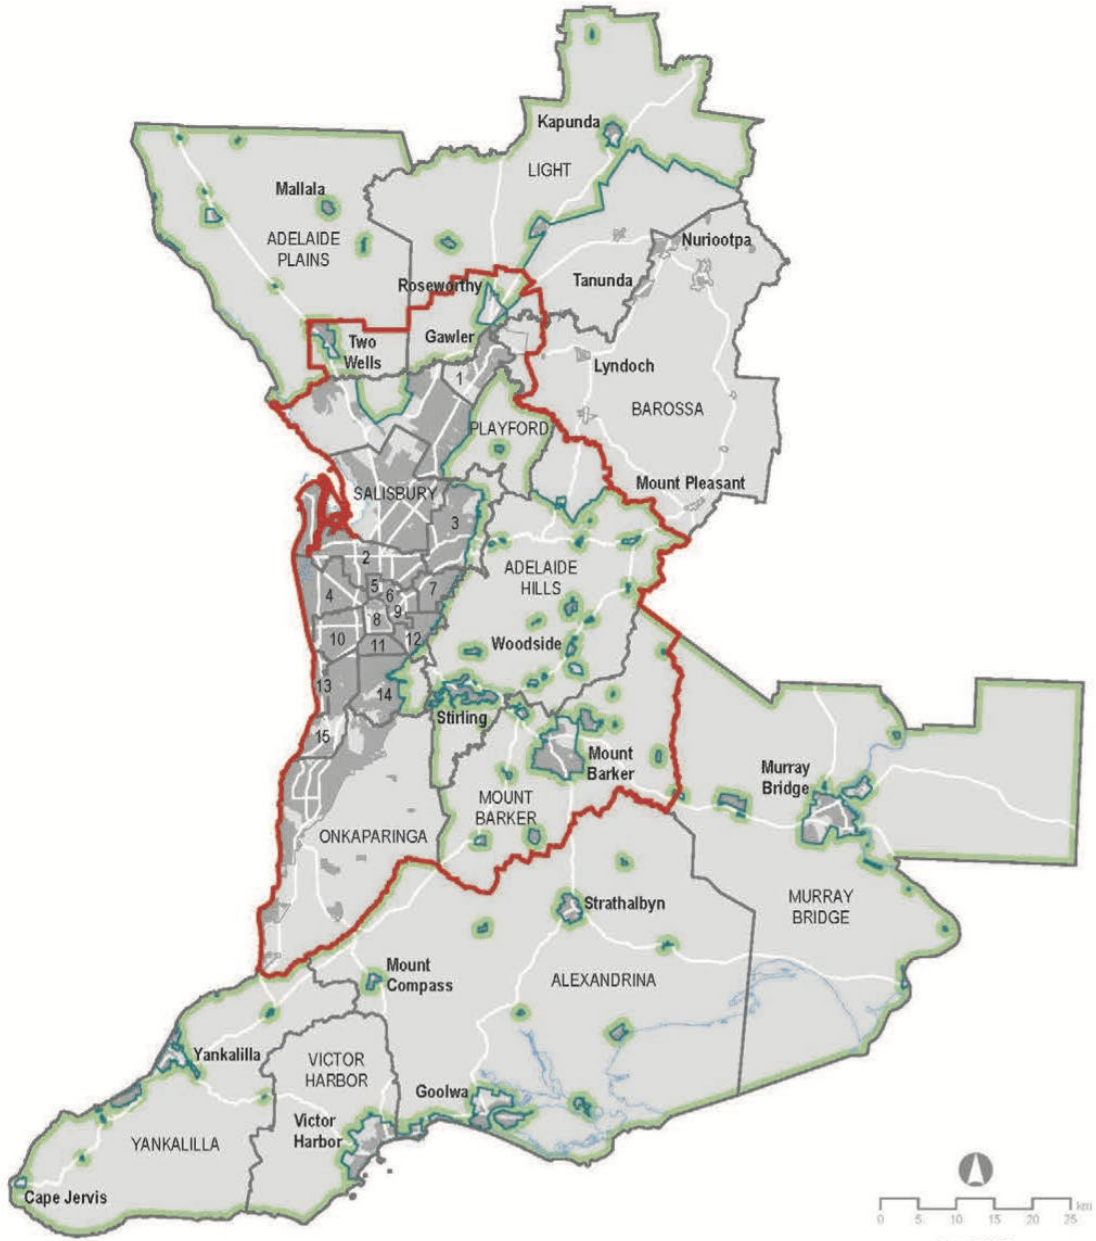 Kapunda
LIGHT
Mallala
ADELAIDE
PLAINS
Nuriootpa
Tanunda
Roseworthy
Two
Wells
Gawler
Lyndoch
1
BAROSSA
PLAYFORD
Mount Pleasant
SALISBURY
3
2
ADELAIDE
HILLS
4
5
6
7
8
9
10
11
12
Woodside
13
14
Stirling
15
Mount
Barker
Murray
Bridge
MOUNT
BARKER
ONKAPARINGA
Strathalbyn
MURRAY
BRIDGE
Mount
Compass
ALEXANDRINA
Yankalilla
VICTOR
HARBOR
Goolwa
Victor
Harbor
YANKALILLA
Cape Jervis
km
0 5 10 15 20 25